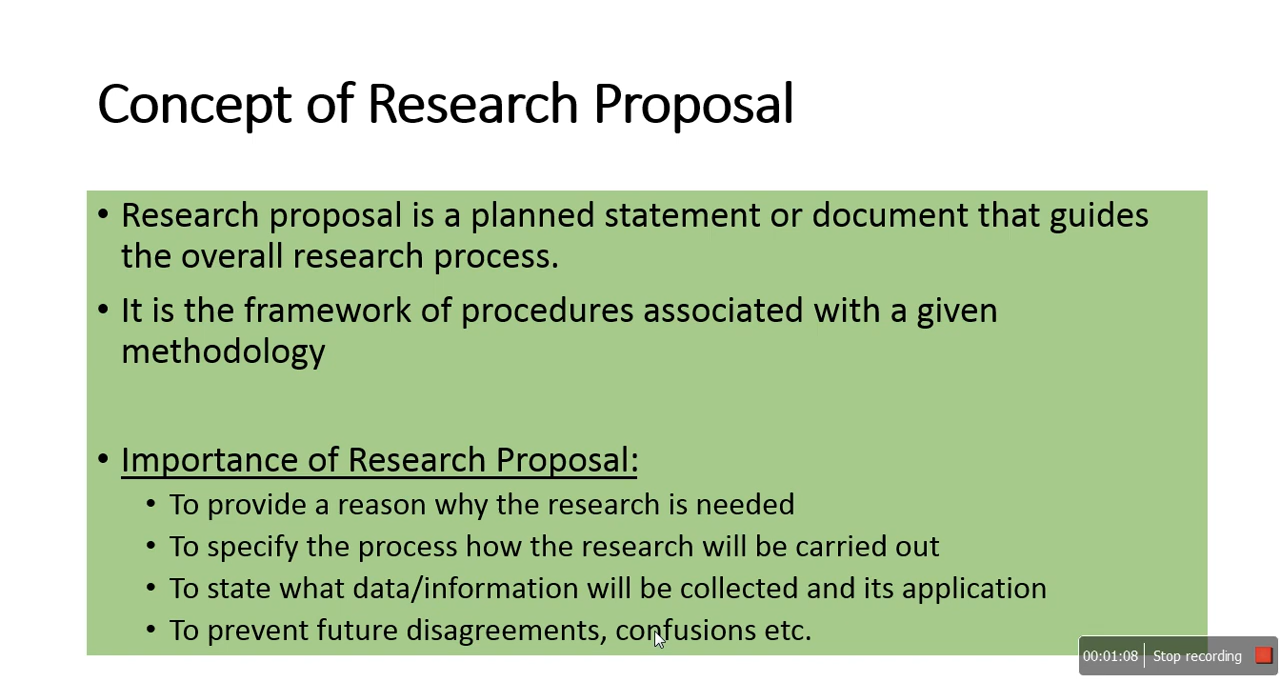 Concept of Research Proposal
• Research proposal is a planned statement or document that guides
the overall research process.
• It is the framework of procedures associated with a given
methodology
• Importance of Research Proposal:
• To provide a reason why the research is needed
• To specify the process how the research will be carried out
• To state what data/information will be collected and its application
• To prevent future disagreements, confusions etc.
00:01:08 Stop recording